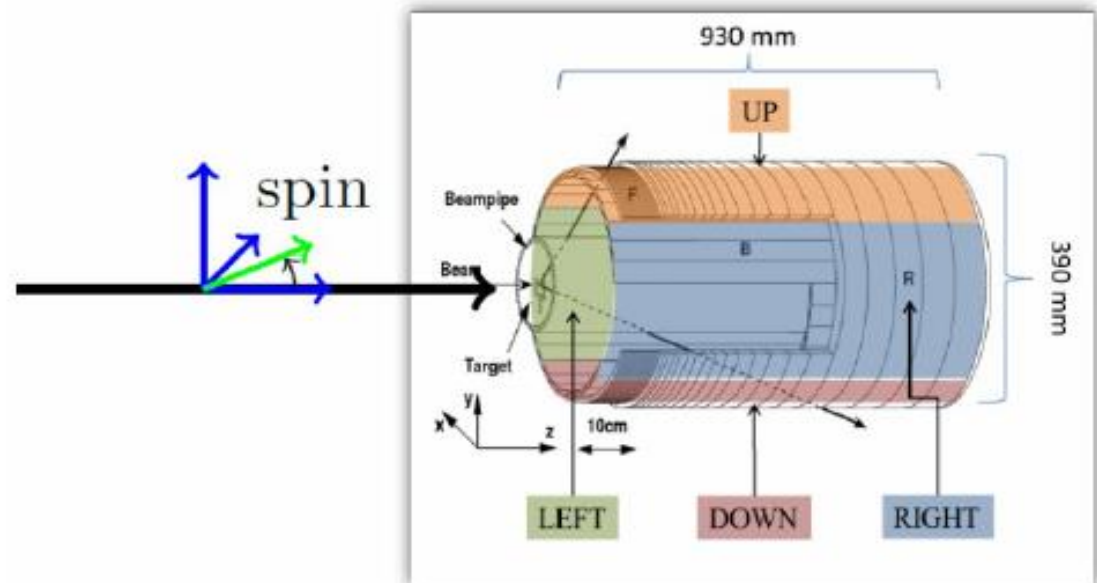 930 mm
UP
spin
F
Beampipe
B
Beam
R
390 mm
Target
y
x
z
10cm
LEFT
DOWN
RIGHT